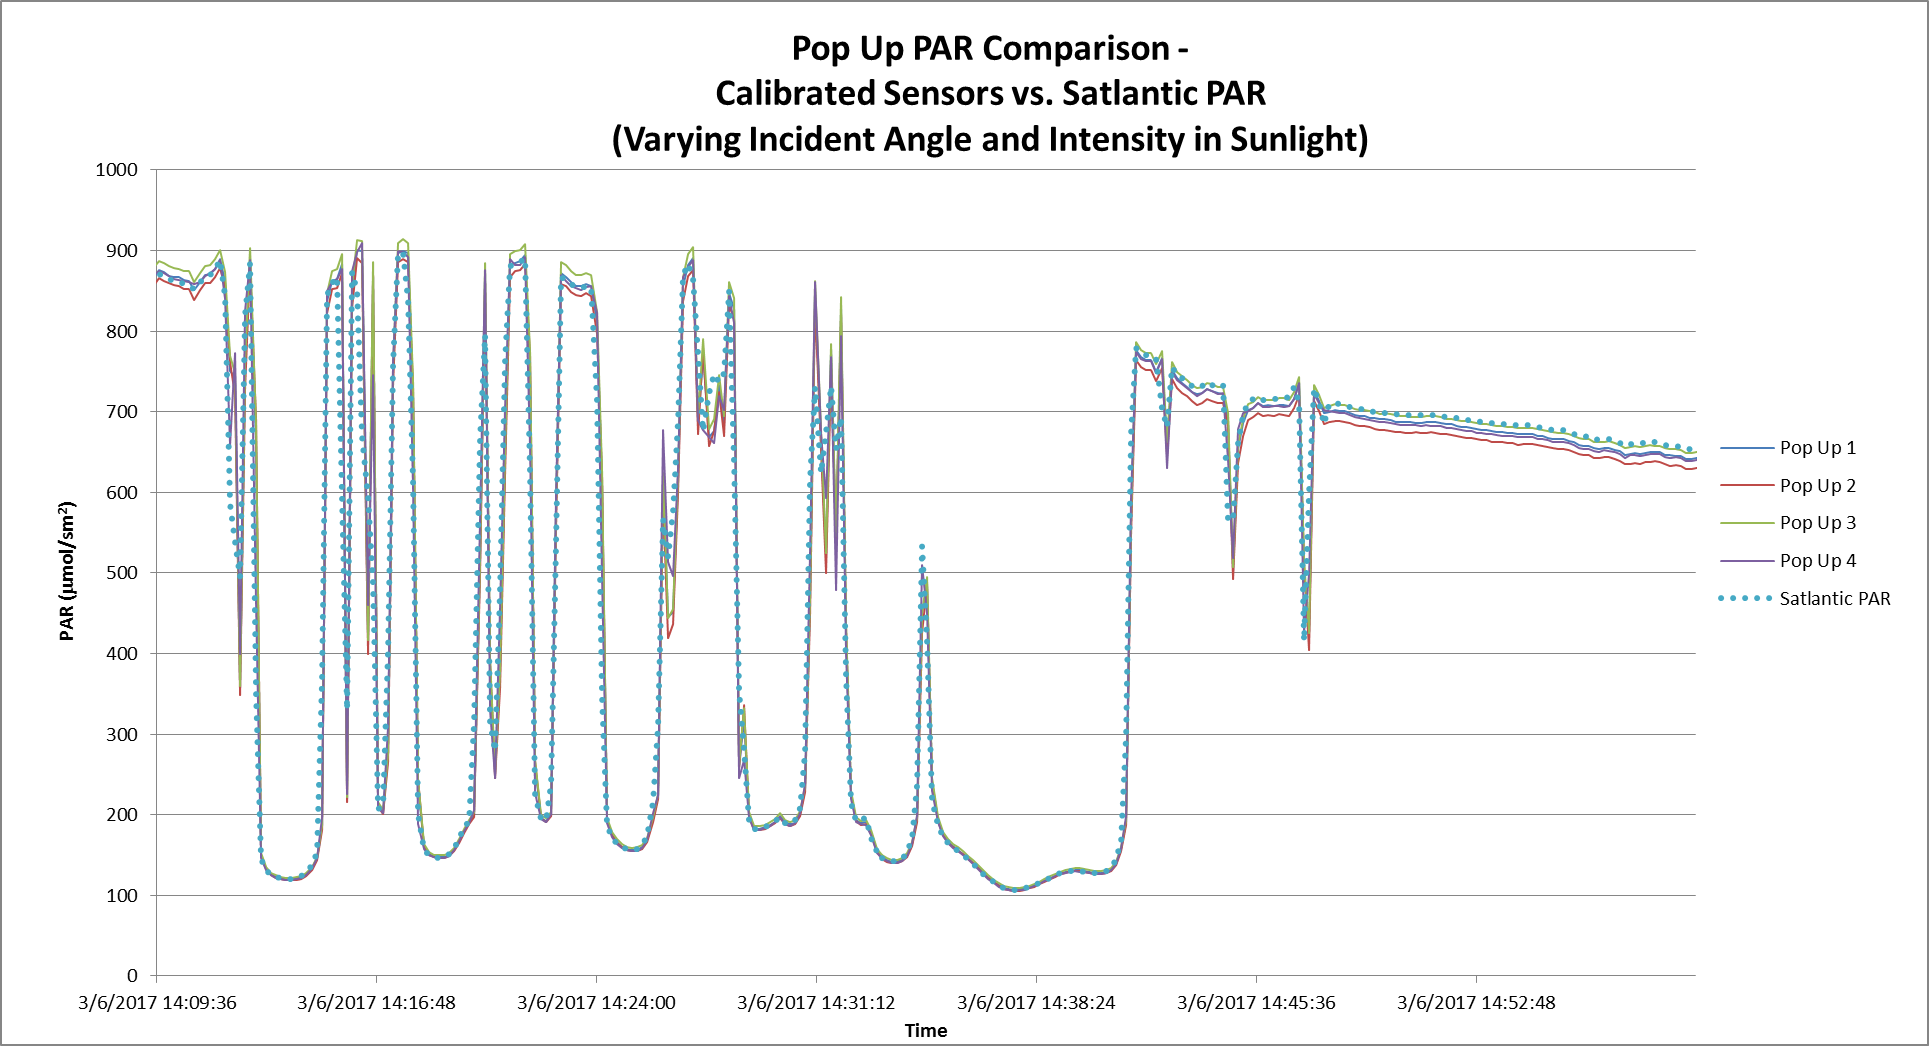 Pop Up PAR Comparison -
Calibrated Sensors vs. Satlantic PAR
(Varying Incident Angle and Intensity in Sunlight)
1000
900
800
700
600
500
400
300
200
100
0
PAR (µmol/sm²)
3/6/2017 14:09:36
3/6/2017 14:16:48
3/6/2017 14:24:00
3/6/2017 14:31:12
3/6/2017 14:38:24
3/6/2017 14:45:36
3/6/2017 14:52:48
Time
Pop Up 1
Pop Up 2
Pop Up 3
Pop Up 4
Satlantic PAR